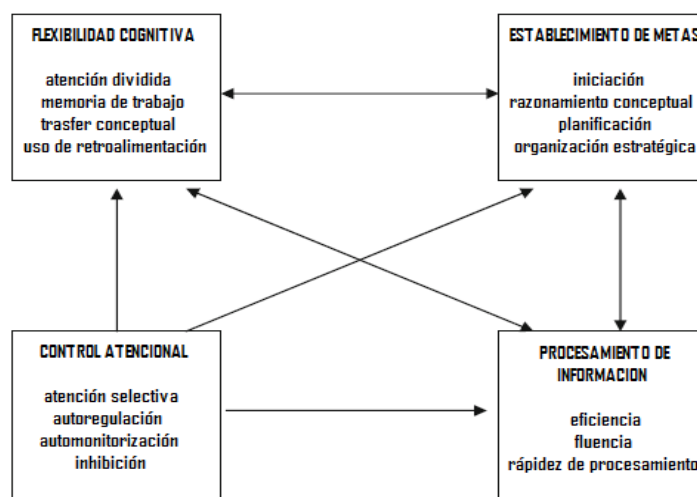 FLEXIBILIDAD COGNITIVA
atención dividida
memoria de trabajo
trasfer conceptual
uso de retroalimentación
ESTABLECIMIENTO DE METAS
iniciación
razonamiento conceptual
planificación
organización estratégica
CONTROL ATENCIONAL
atención selectiva
autoregulación
automonitorización
inhibición
PROCESAMIENTO DE
INFORMACION
eficiencia
fluencia
rápidez de procesamiento